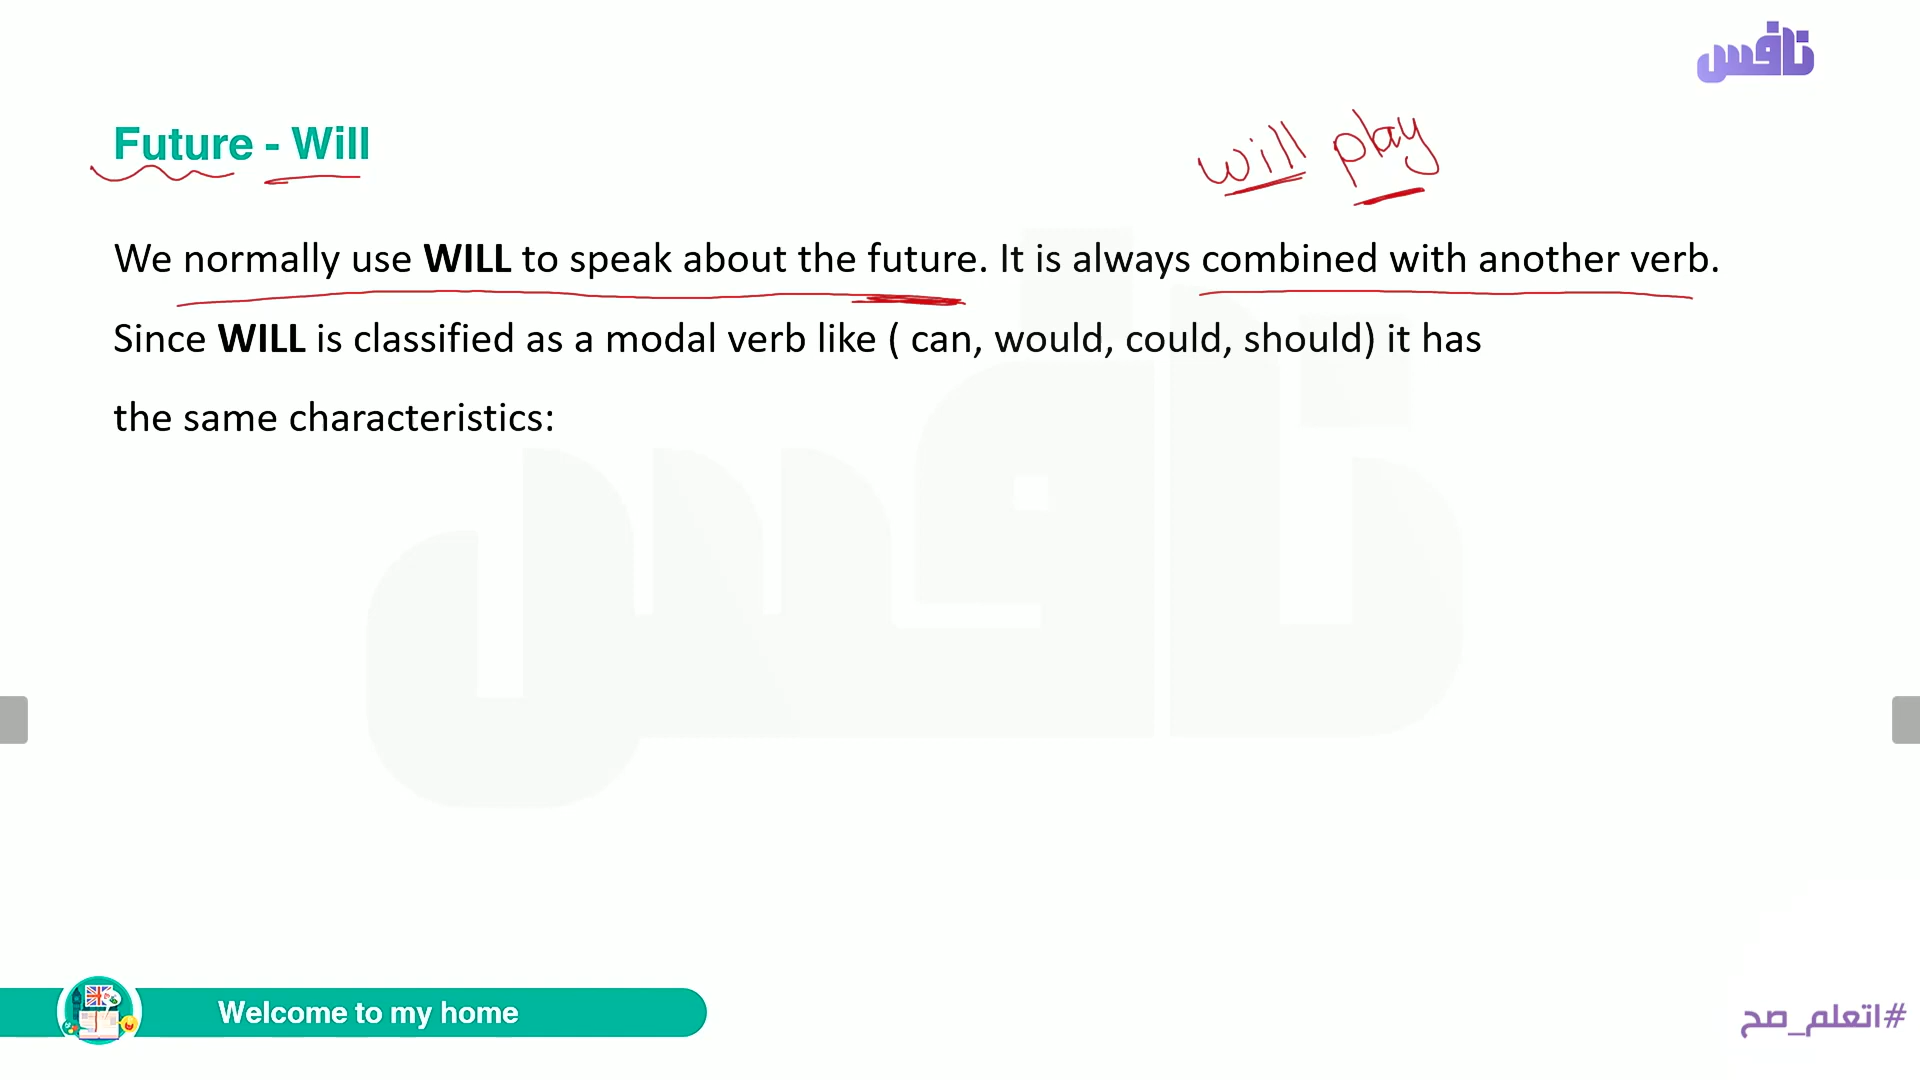 نافس
Future - Will
will play
We normally use WILL to speak about the future. It is always combined with another verb.
Since WILL is classified as a modal verb like ( can, would, could, should) it has
the same characteristics:
نافس
Welcome to my home
#اتعلم_صح